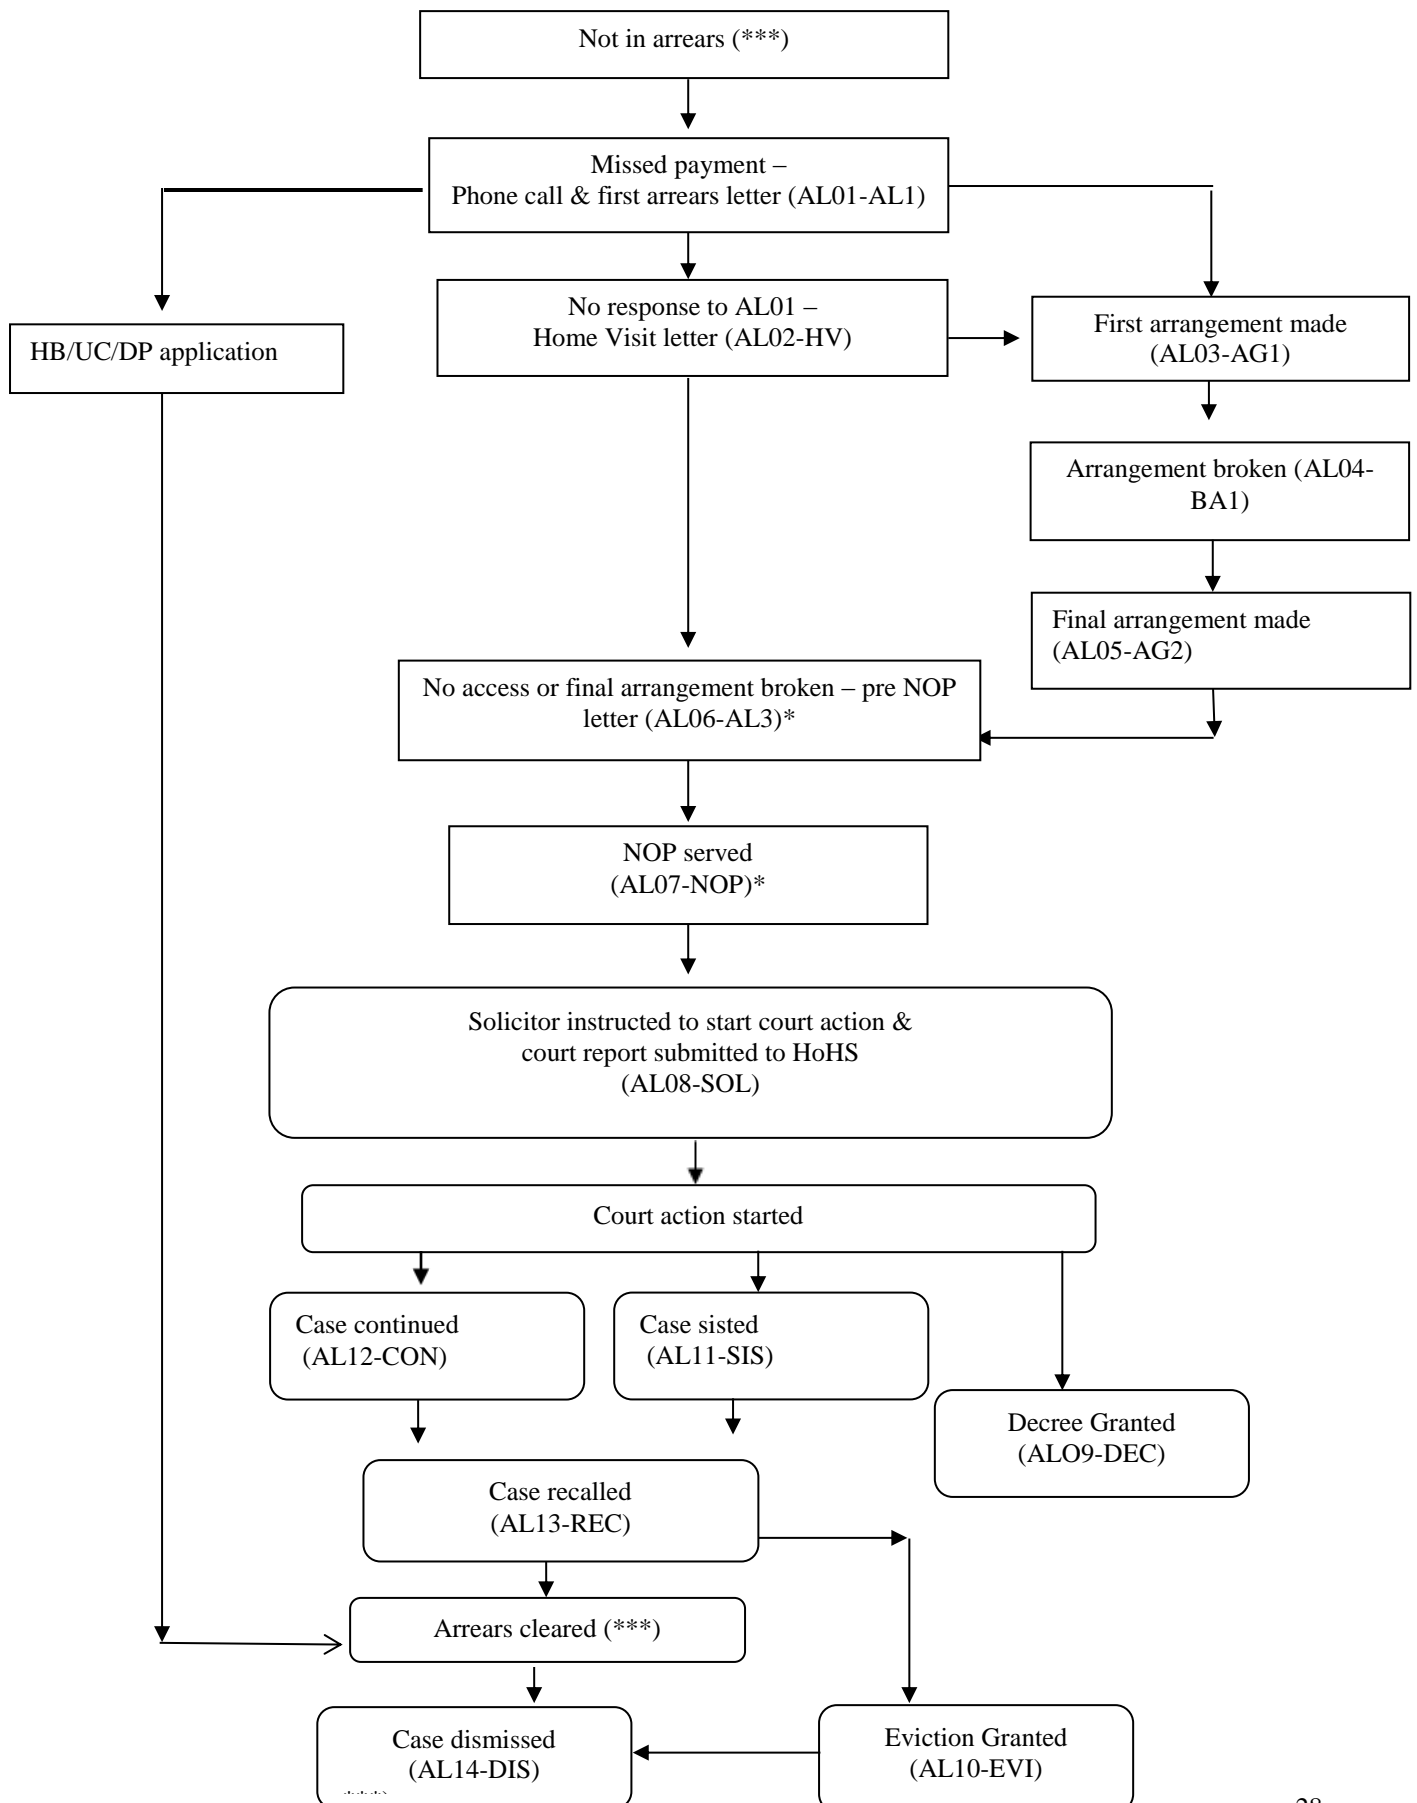 Not in arrears (***)
Missed payment –
Phone call & first arrears letter (AL01-AL1)
No response to AL01 –
Home Visit letter (AL02-HV)
First arrangement made
(AL03-AG1)
HB/UC/DP application
Arrangement broken (AL04-
BA1)
Final arrangement made
(AL05-AG2)
No access or final arrangement broken – pre NOP
letter (AL06-AL3)*
NOP served
(AL07-NOP)*
Solicitor instructed to start court action &
court report submitted to HoHS
(AL08-SOL)
Court action started
Case continued
(AL12-CON)
Case sisted
(AL11-SIS)
Decree Granted
(ALO9-DEC)
Case recalled
(AL13-REC)
Arrears cleared (***)
Case dismissed
(AL14-DIS)
Eviction Granted
(AL10-EVI)